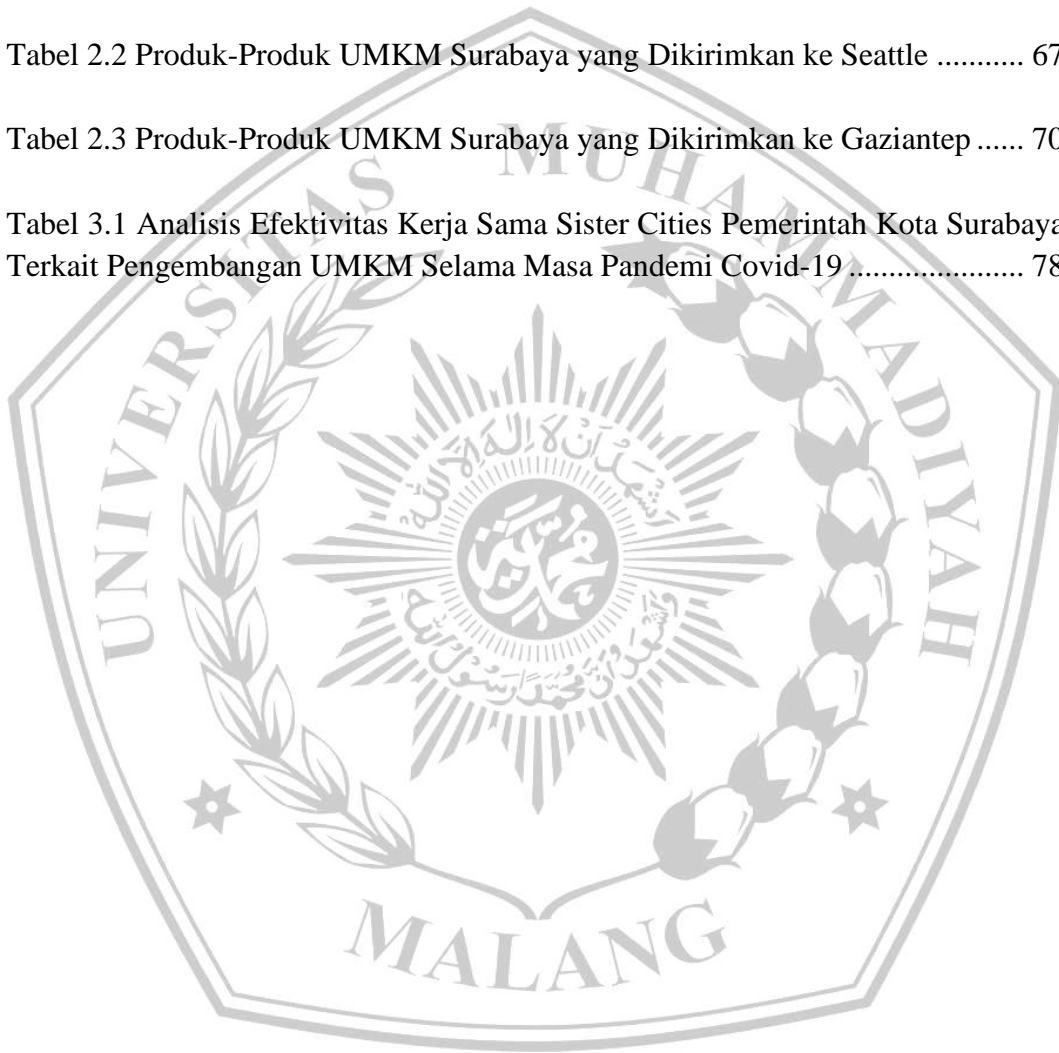 Tabel 2.2 Produk-Produk UMKM Surabaya yang Dikirimkan ke Seattle ........... 67
Tabel 2.3 Produk-Produk UMKM Surabaya yang Dikirimkan ke Gaziantep ...... 70
Tabel 3.1 Analisis Efektivitas Kerja Sama Sister Cities Pemerintah Kota Surabaya
Terkait Pengembangan UMKM Selama Masa Pandemi Covid-19 ...................... 78
UNIVERSITAS MUHAMMADIYAH
MALANG